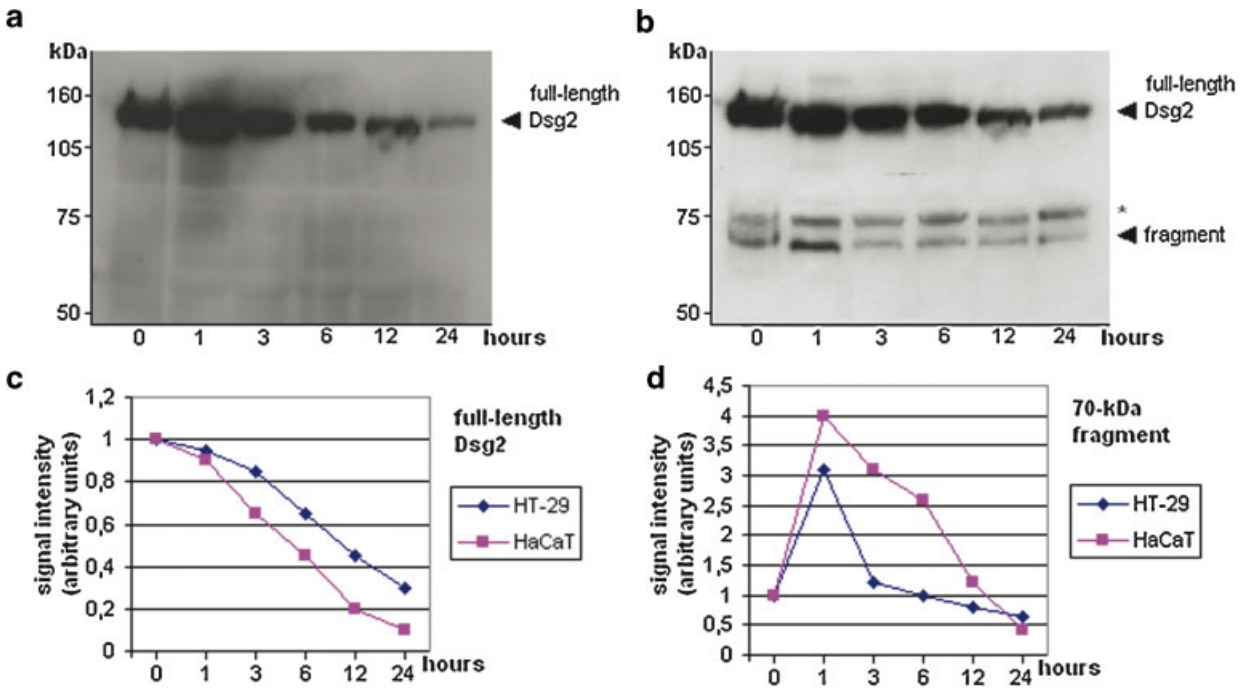 a
kDa
160
105
75
50
full-length
Dsg2
0 1 3 6 12 24 hours
b
kDa
160
105
75
50
full-length
Dsg2
*
fragment
0 1 3 6 12 24 hours
c
signal intensity
(arbitrary units)
1,2
1
0,8
0,6
0,4
0,2
0
0 1 3 6 12 24 hours
full-length
Dsg2
HT-29
HaCaT
d
signal intensity
(arbitrary units)
4,5
4
3,5
3
2,5
2
1,5
1
0,5
0
0 1 3 6 12 24 hours
70-kDa
fragment
HT-29
HaCaT